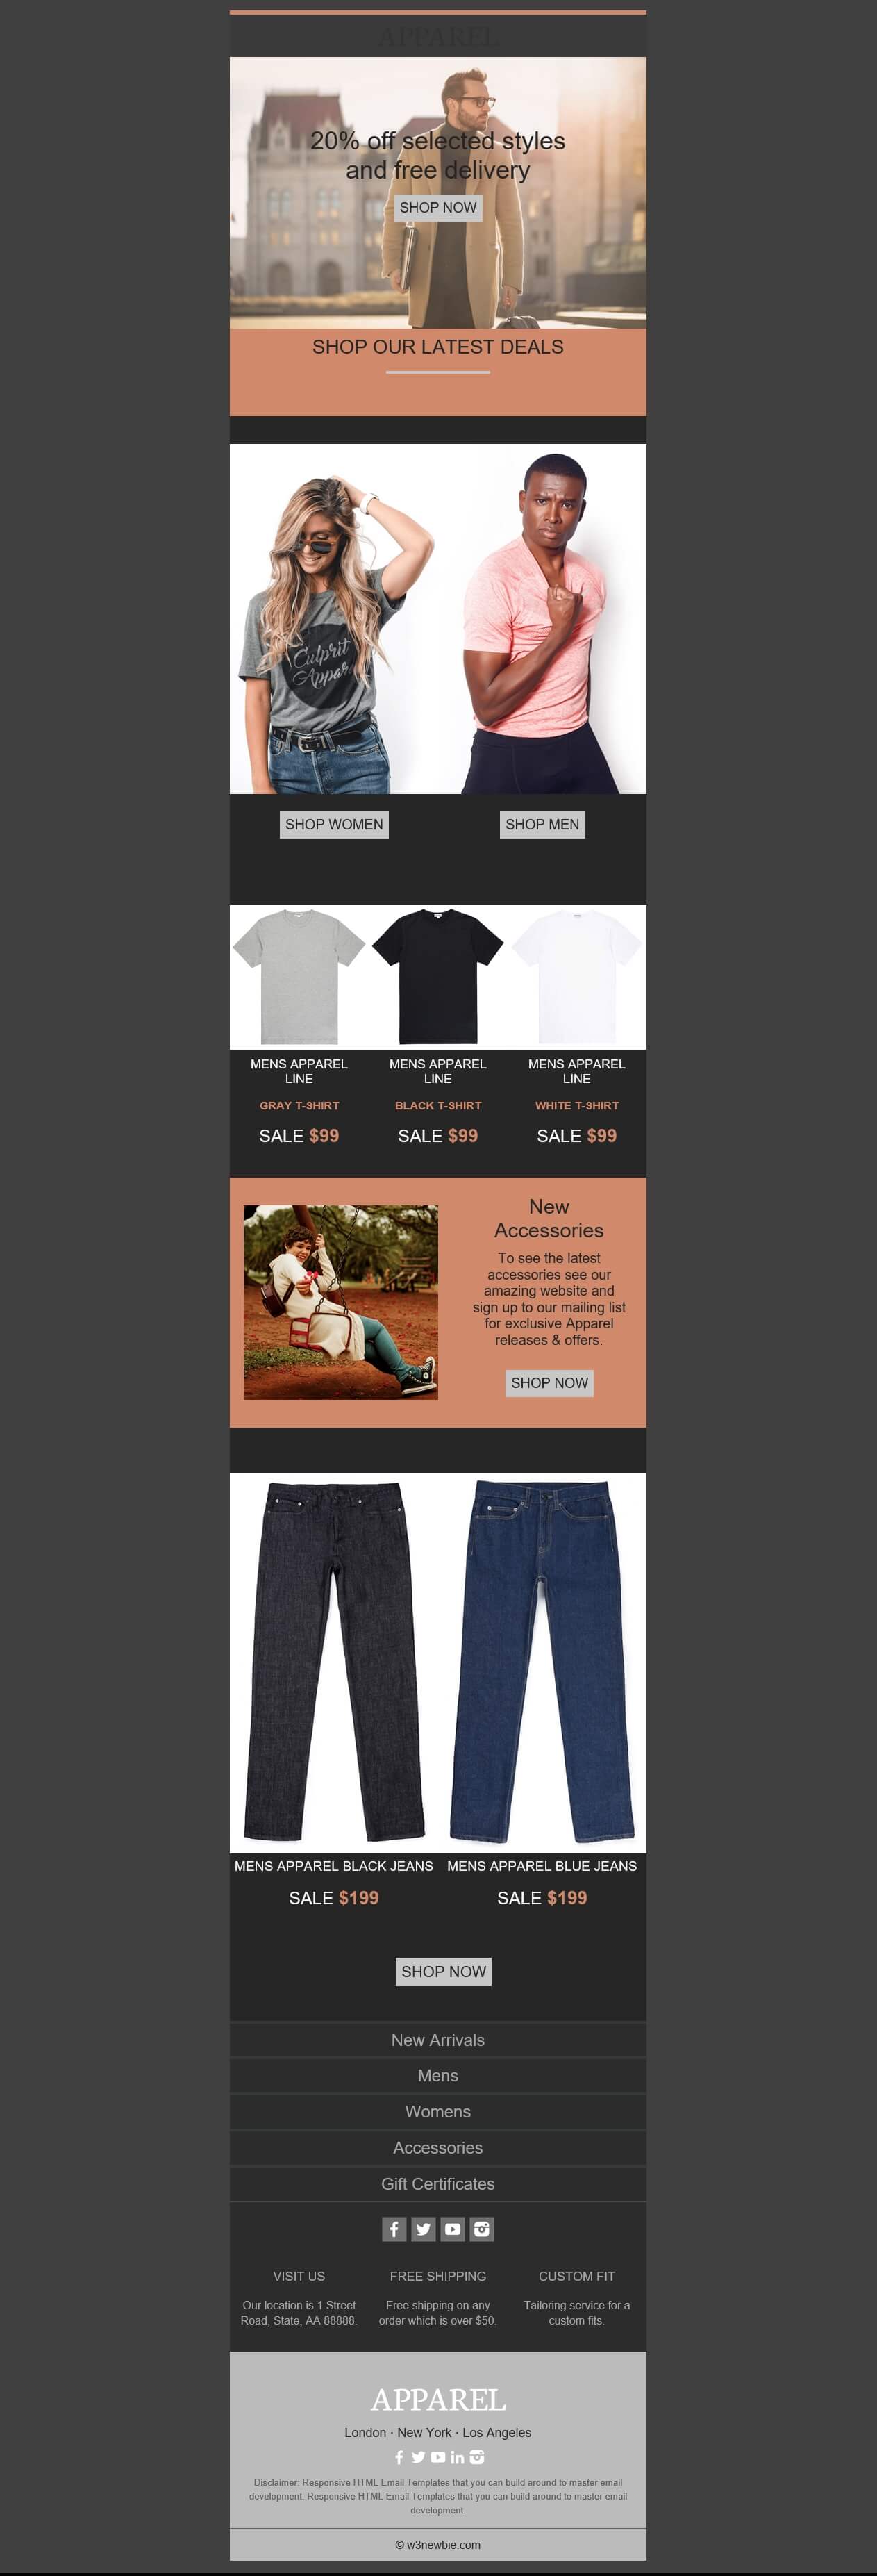 APPAREL
20% off selected styles
and free delivery
SHOP NOW
SHOP OUR LATEST DEALS
Culprit
Appar
SHOP WOMEN
SHOP MEN
MENS APPAREL
LINE
GRAY T-SHIRT
SALE $99
MENS APPAREL
LINE
BLACK T-SHIRT
SALE $99
MENS APPAREL
LINE
WHITE T-SHIRT
SALE $99
New
Accessories
To see the latest
accessories see our
amazing website and
sign up to our mailing list
for exclusive Apparel
releases & offers.
SHOP NOW
MENS APPAREL BLACK JEANS
SALE $199
MENS APPAREL BLUE JEANS
SALE $199
SHOP NOW
New Arrivals
Mens
Womens
Accessories
Gift Certificates
VISIT US
Our location is 1 Street
Road, State, AA 88888.
FREE SHIPPING
Free shipping on any
order which is over $50.
CUSTOM FIT
Tailoring service for a
custom fits.
APPAREL
London · New York · Los Angeles
Disclaimer: Responsive HTML Email Templates that you can build around to master email
development. Responsive HTML Email Templates that you can build around to master email
development.
© w3newbie.com